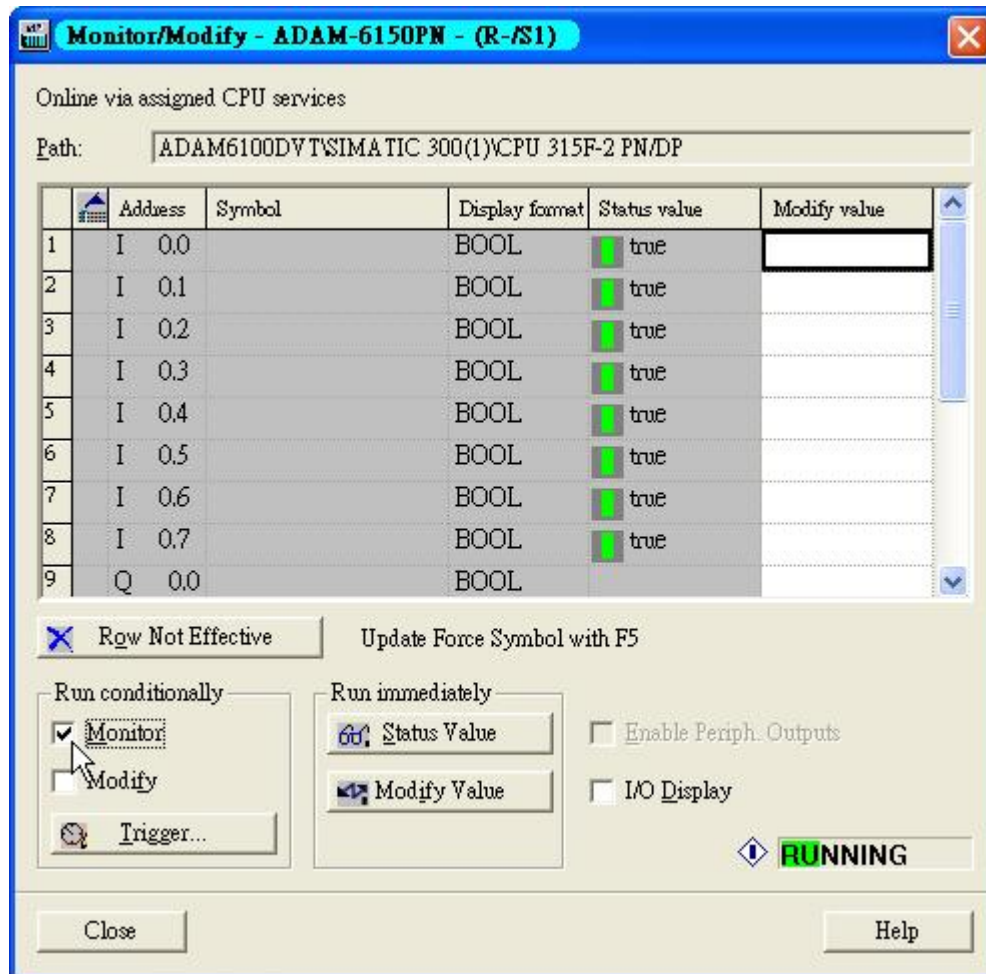 Monitor/Modify - ADAM-6150PN - (R-/S1)
Online via assigned CPU services
Path: ADAM6100DVT\SIMATIC 300(1)\CPU 315F-2 PN/DP
Address Symbol Display format Status value Modify value
1 I 0.0 BOOL true
2 I 0.1 BOOL true
3 I 0.2 BOOL true
4 I 0.3 BOOL true
5 I 0.4 BOOL true
6 I 0.5 BOOL true
7 I 0.6 BOOL true
8 I 0.7 BOOL true
9 Q 0.0 BOOL
Row Not Effective Update Force Symbol with F5
Run conditionally Run immediately
Monitor Status Value Enable Periph. Outputs
Modify Modify Value I/O Display
Trigger...
RUNNING
Close Help